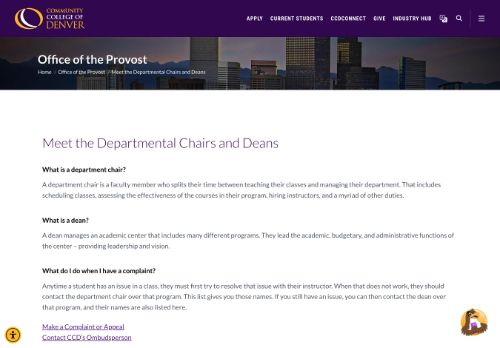 COMMUNITY
COLLEGE OF
DENVER
APPLY CURRENT STUDENTS CCDCONNECT GIVE INDUSTRY HUB
Office of the Provost
Home / Office of the Provost / Meet the Departmental Chairs and Deans
Meet the Departmental Chairs and Deans
What is a department chair?
A department chair is a faculty member who splits their time between teaching their classes and managing their department. That includes
scheduling classes, assessing the effectiveness of the courses in their program, hiring instructors, and a myriad of other duties.
What is a dean?
A dean manages an academic center that includes many different programs. They lead the academic, budgetary, and administrative functions of
the center – providing leadership and vision.
What do I do when I have a complaint?
Anytime a student has an issue in a class, they must first try to resolve that issue with their instructor. When that does not work, they should
contact the department chair over that program. This list gives you those names. If you still have an issue, you can then contact the dean over
that program, and their names are also listed here.
Make a Complaint or Appeal
Contact CCD's Ombudsperson